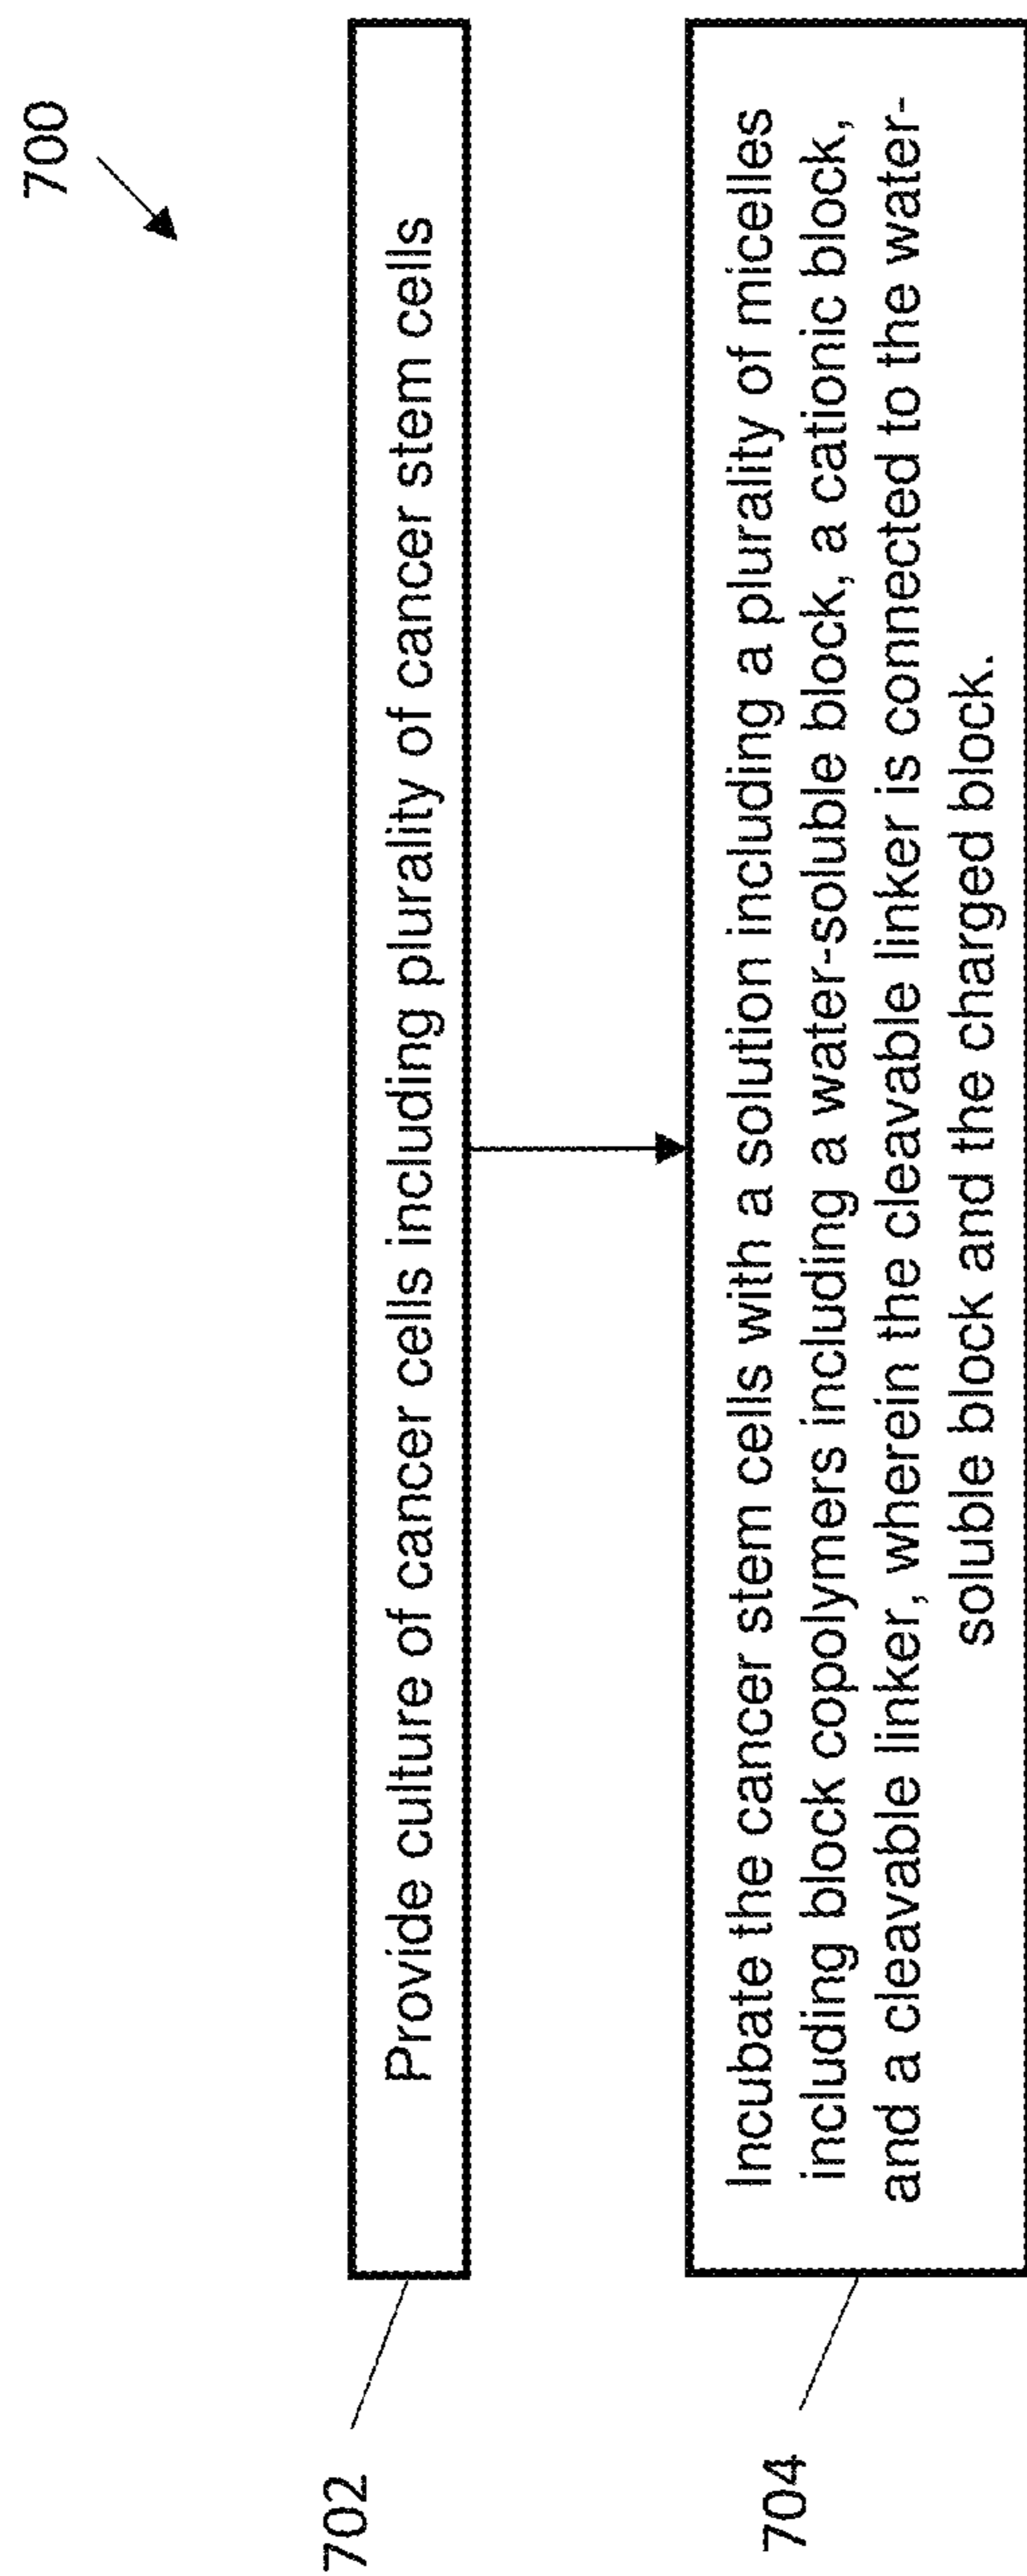 700
702
Provide culture of cancer cells including plurality of cancer stem cells
704
Incubate the cancer stem cells with a solution including a plurality of micelles
including block copolymers including a water-soluble block, a cationic block,
and a cleavable linker, wherein the cleavable linker is connected to the water-
soluble block and the charged block.